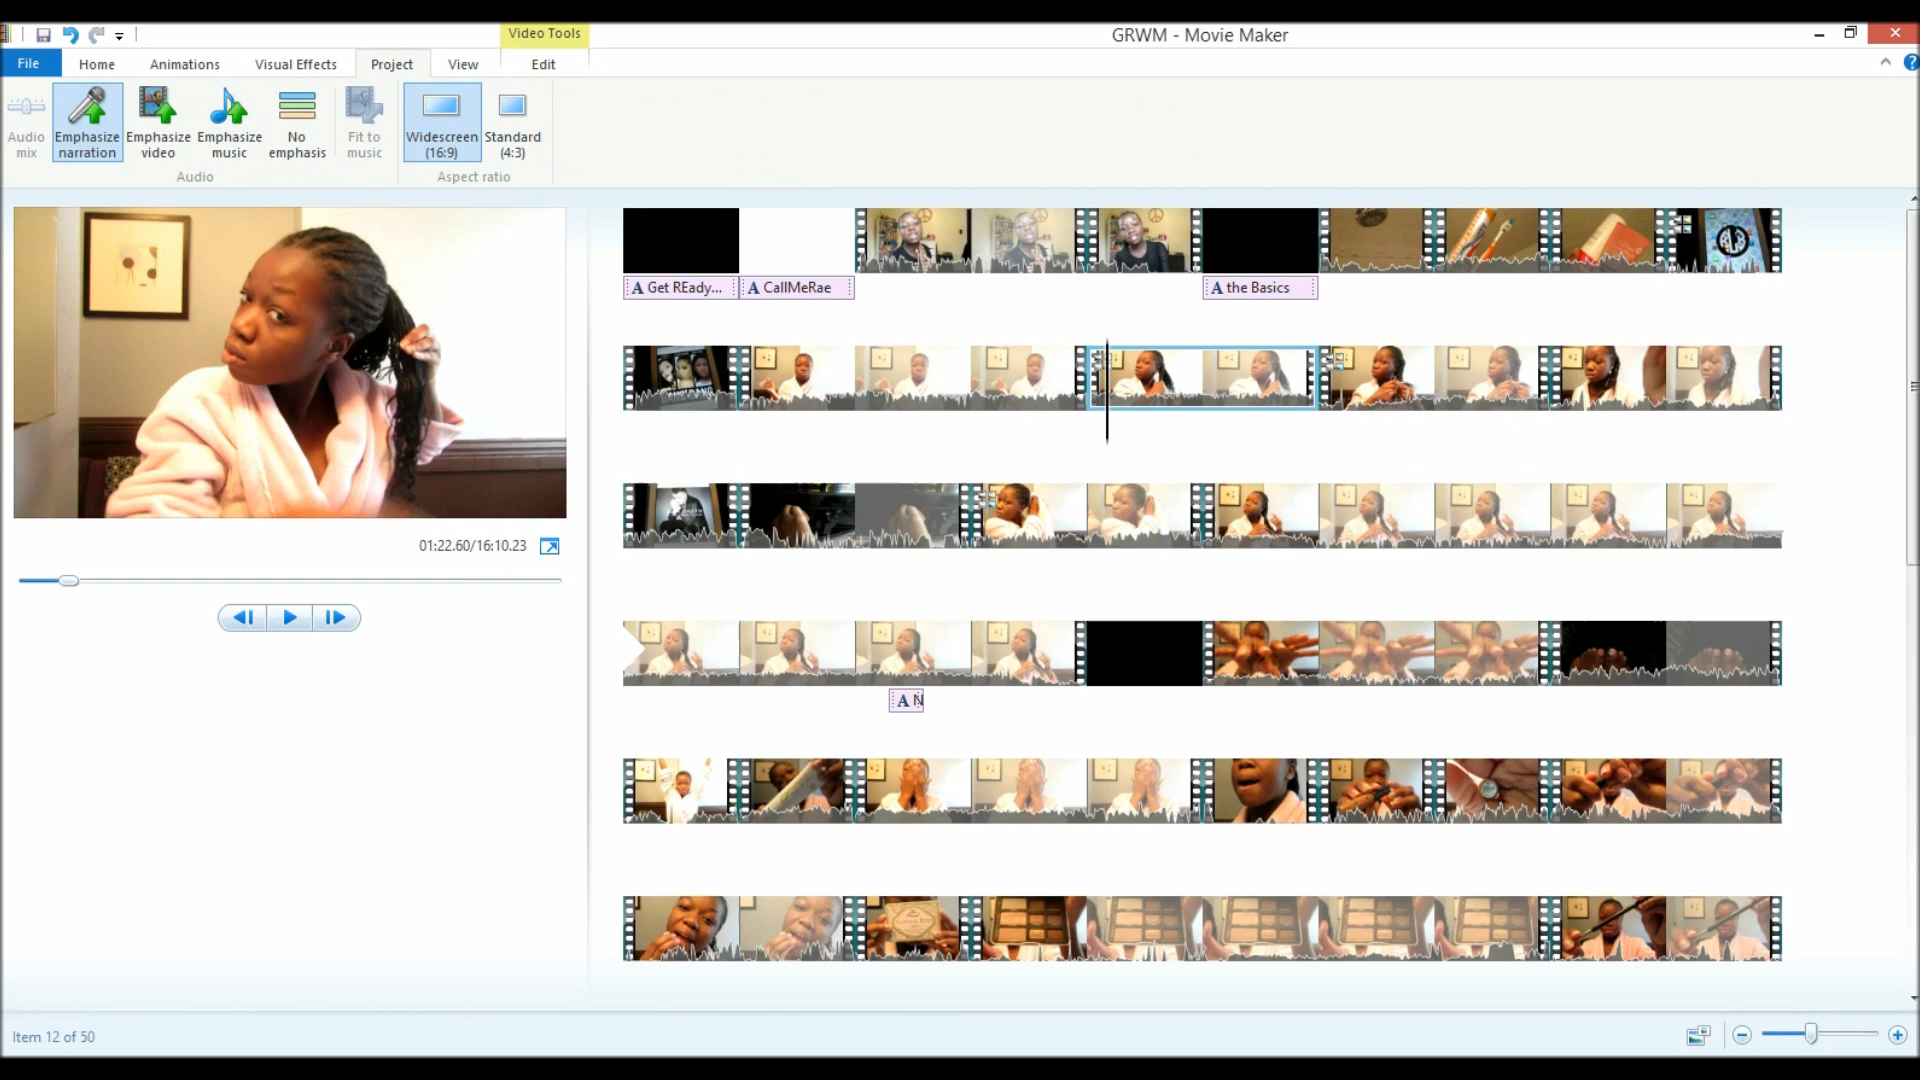 Video Tools
GRWM - Movie Maker
File
Home
Animations
Visual Effects
Project
View
Edit
Audio
mix
Emphasize
narration
Emphasize
video
Emphasize
music
No
emphasis
Fit to
music
Widescreen
(16:9)
Standard
(4:3)
Audio
Aspect ratio
A Get REady...
A CallMeRae
A the Basics
01:22.60/16:10.23
A N
Item 12 of 50